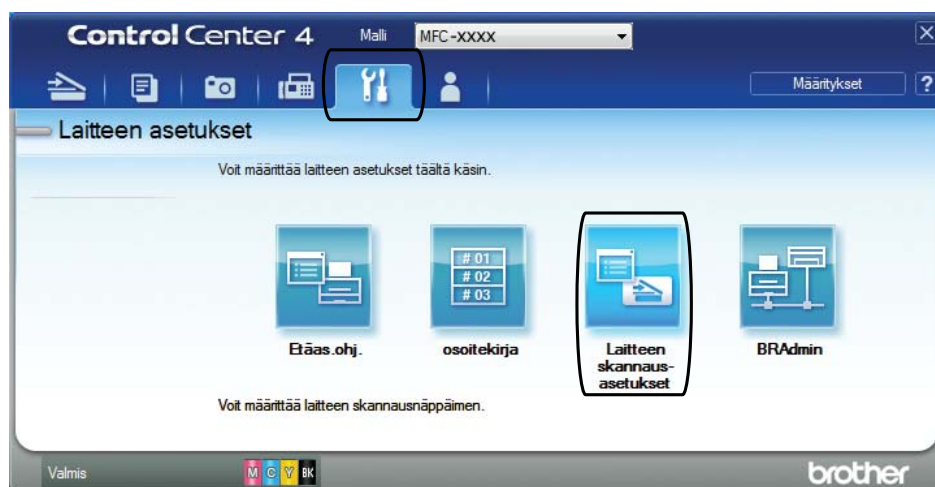 Control Center 4 Malli MFC-XXXX
Määritykset ?
Laitteen asetukset
Voit määrittää laitteen asetukset täältä käsin.
# 01
# 02
# 03
Etäas.ohj. osoitekirja Laitteen skannaus- asetukset BRAdmin
Voit määrittää laitteen skannausnäppäimen.
Valmis M C Y BK brother